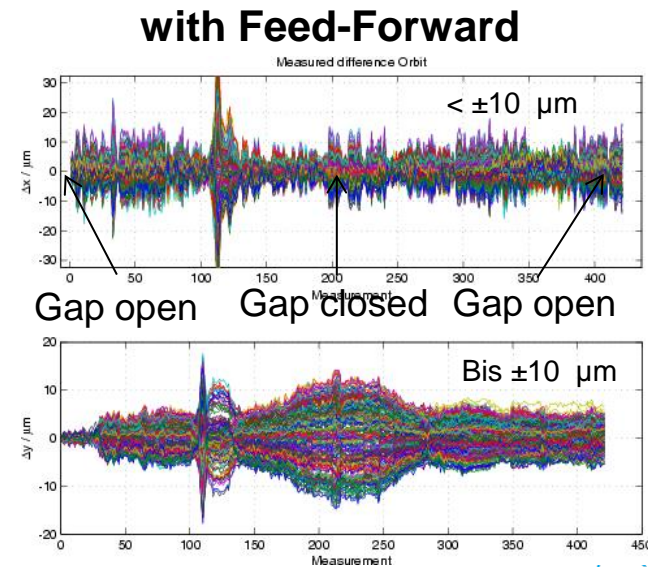 with Feed-Forward
Measured difference Orbit
< ±10 μm
30
20
10
0
-10
-20
-30
Δx / μm
0 50 100 150 200 250 300 350 400
Measurement
Gap open Gap closed Gap open
Bis ±10 μm
20
10
0
-10
-20
Δy / μm
0 50 100 150 200 250 300 350 400 450
Measurement